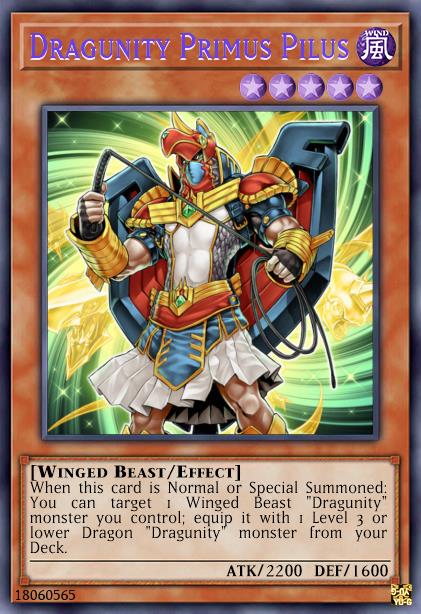 Dragunity Primus Pilus
WIND
風
[Winged Beast/Effect]
When this card is Normal or Special Summoned:
You can target 1 Winged Beast "Dragunity"
monster you control; equip it with 1 Level 3 or
lower Dragon "Dragunity" monster from your
Deck.
ATK/2200 DEF/1600
18060565